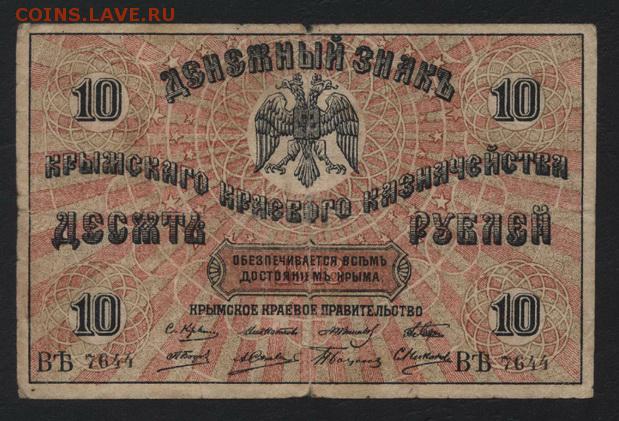 COINS.LAVE.RU
ДЕНЕЖНЫЙ ЗНАКЪ
10 10
КРЫМСКАГО КРАЕВОГО КАЗНАЧЕЙСТВА
ДЕСЯТЬ РУБЛЕЙ
ОБЕЗПЕЧИВАЕТСЯ ВСѢМЪ
ДОСТОЯНІЕМЪ КРЫМА
10 10
КРЫМСКОЕ КРАЕВОЕ ПРАВИТЕЛЬСТВО
ВѢ 7644 ВѢ 7644